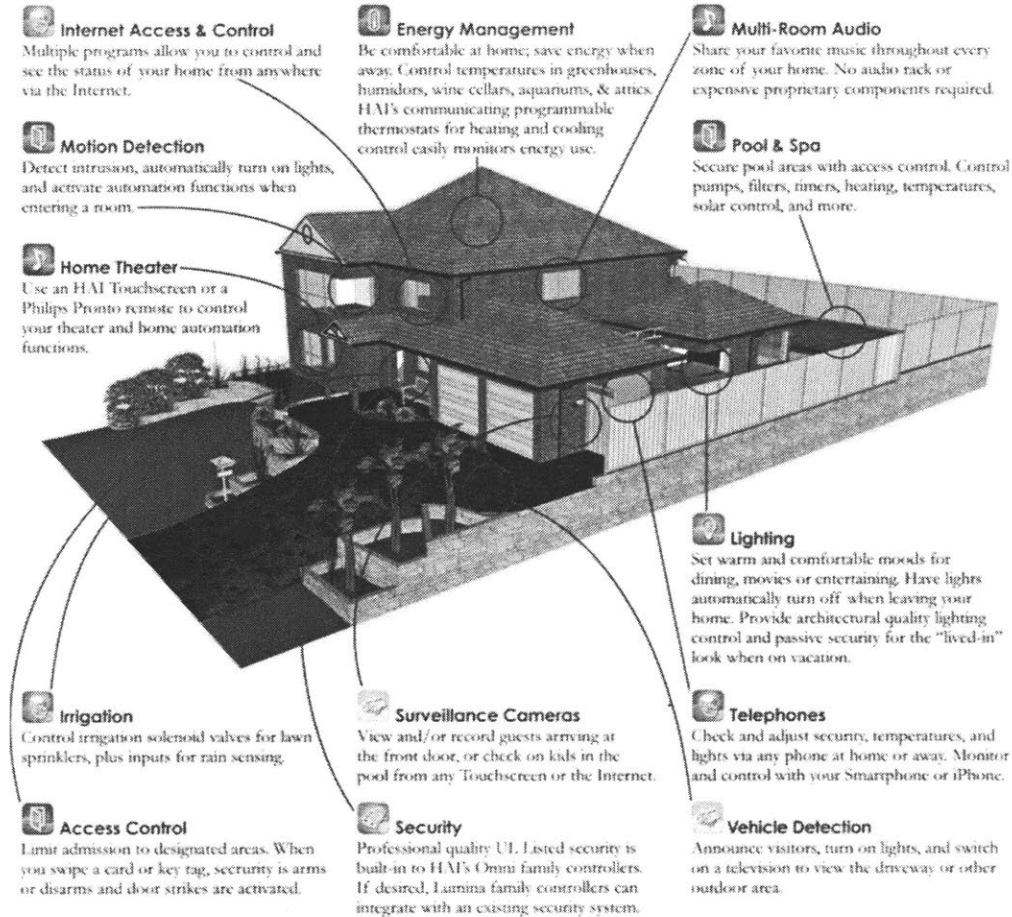 Internet Access & Control
Multiple programs allow you to control and
see the status of your home from anywhere
via the Internet.
Motion Detection
Detect intrusion, automatically turn on lights,
and activate automation functions when
entering a room.
Home Theater
Use an HAI Touchscreen or a
Philips Pronto remote to control
your theater and home automation
functions.
Energy Management
Be comfortable at home; save energy when
away. Control temperatures in greenhouses,
humidors, wine cellars, aquariums, & attics.
HAI's communicating programmable
thermostats for heating and cooling
control easily monitors energy use.
Multi-Room Audio
Share your favorite music throughout every
zone of your home. No audio rack or
expensive proprietary components required.
Pool & Spa
Secure pool areas with access control. Control
pumps, filters, timers, heating, temperatures,
solar control, and more.
Lighting
Set warm and comfortable moods for
dining, movies or entertaining. Have lights
automatically turn off when leaving your
home. Provide architectural quality lighting
control and passive security for the "lived-in"
look when on vacation.
Irrigation
Control irrigation solenoid valves for lawn
sprinklers, plus inputs for rain sensing.
Surveillance Cameras
View and/or record guests arriving at
the front door, or check on kids in the
pool from any Touchscreen or the Internet.
Telephones
Check and adjust security, temperatures, and
lights via any phone at home or away. Monitor
and control with your Smartphone or iPhone.
Access Control
Limit admission to designated areas. When
you swipe a card or key tag, secrurity is arms
or disarms and door strikes are activated.
Security
Professional quality UL Listed security is
built-in to HAI's Omni family controllers.
If desired, Lumina family controllers can
integrate with an existing security system.
Vehicle Detection
Announce visitors, turn on lights, and switch
on a television to view the driveway or other
outdoor area.